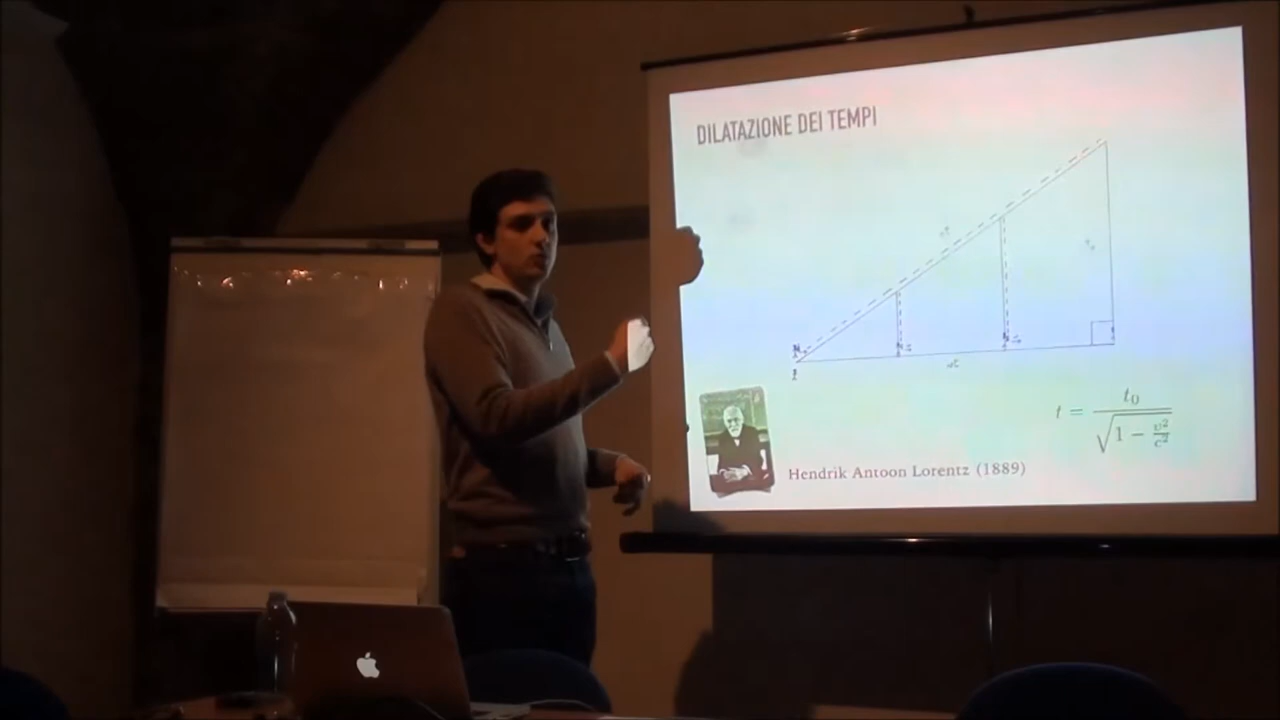 DILATAZIONE DEI TEMPI
t = t₀ / √(1 − v²/c²)
Hendrik Antoon Lorentz (1889)